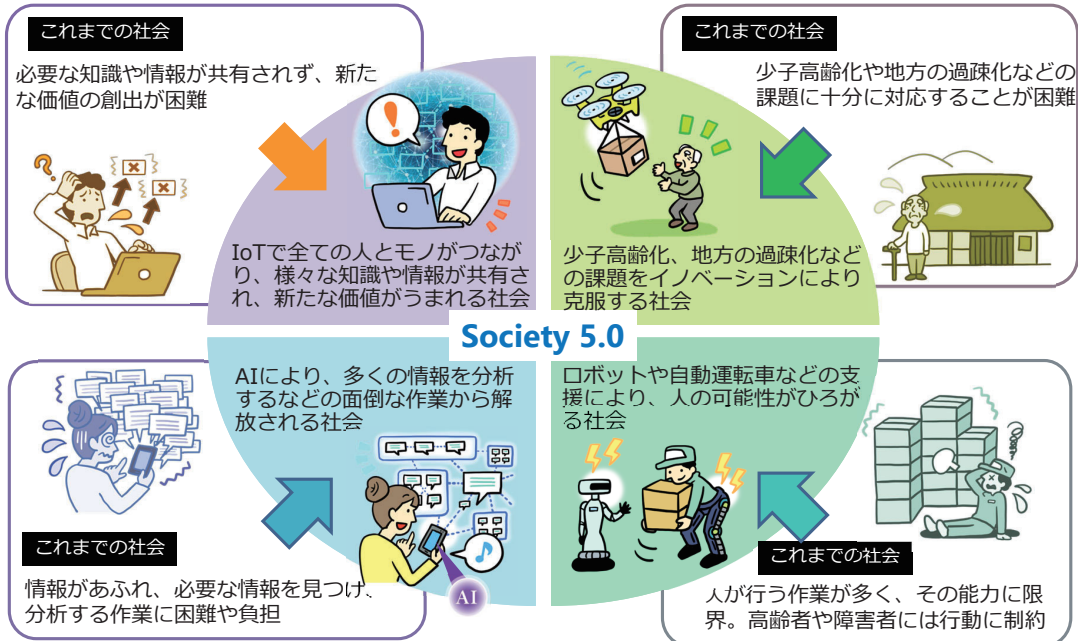 これまでの社会
必要な知識や情報が共有されず、新た
な価値の創出が困難
これまでの社会
少子高齢化や地方の過疎化などの
課題に十分に対応することが困難
IoTで全ての人とモノがつなが
り、様々な知識や情報が共有さ
れ、新たな価値がうまれる社会
少子高齢化、地方の過疎化など
の課題をイノベーションにより
克服する社会
Society 5.0
AIにより、多くの情報を分析
するなどの面倒な作業から解
放される社会
ロボットや自動運転車などの支
援により、人の可能性がひろが
る社会
AI
これまでの社会
情報があふれ、必要な情報を見つけ、
分析する作業に困難や負担
これまでの社会
人が行う作業が多く、その能力に限
界。高齢者や障害者には行動に制約